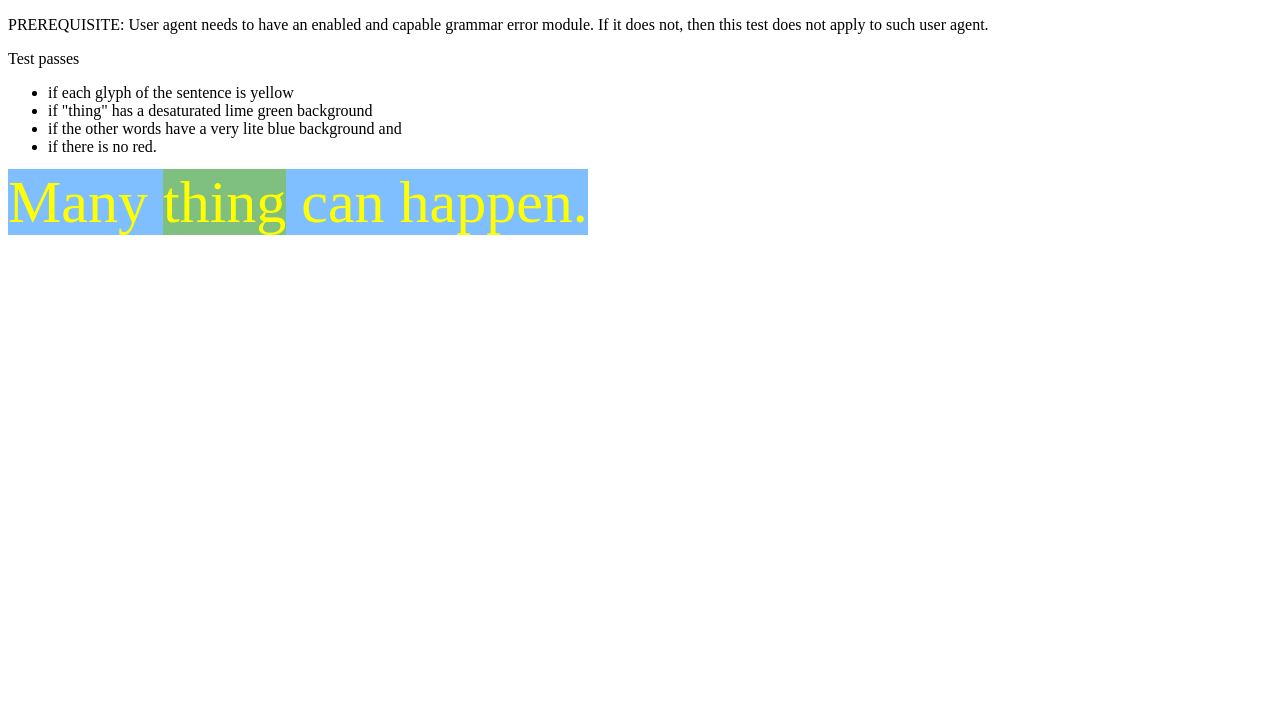 PREREQUISITE: User agent needs to have an enabled and capable grammar error module. If it does not, then this test does not apply to such user agent.
Test passes
if each glyph of the sentence is yellow
if "thing" has a desaturated lime green background
if the other words have a very lite blue background and
if there is no red.
Many thing can happen.